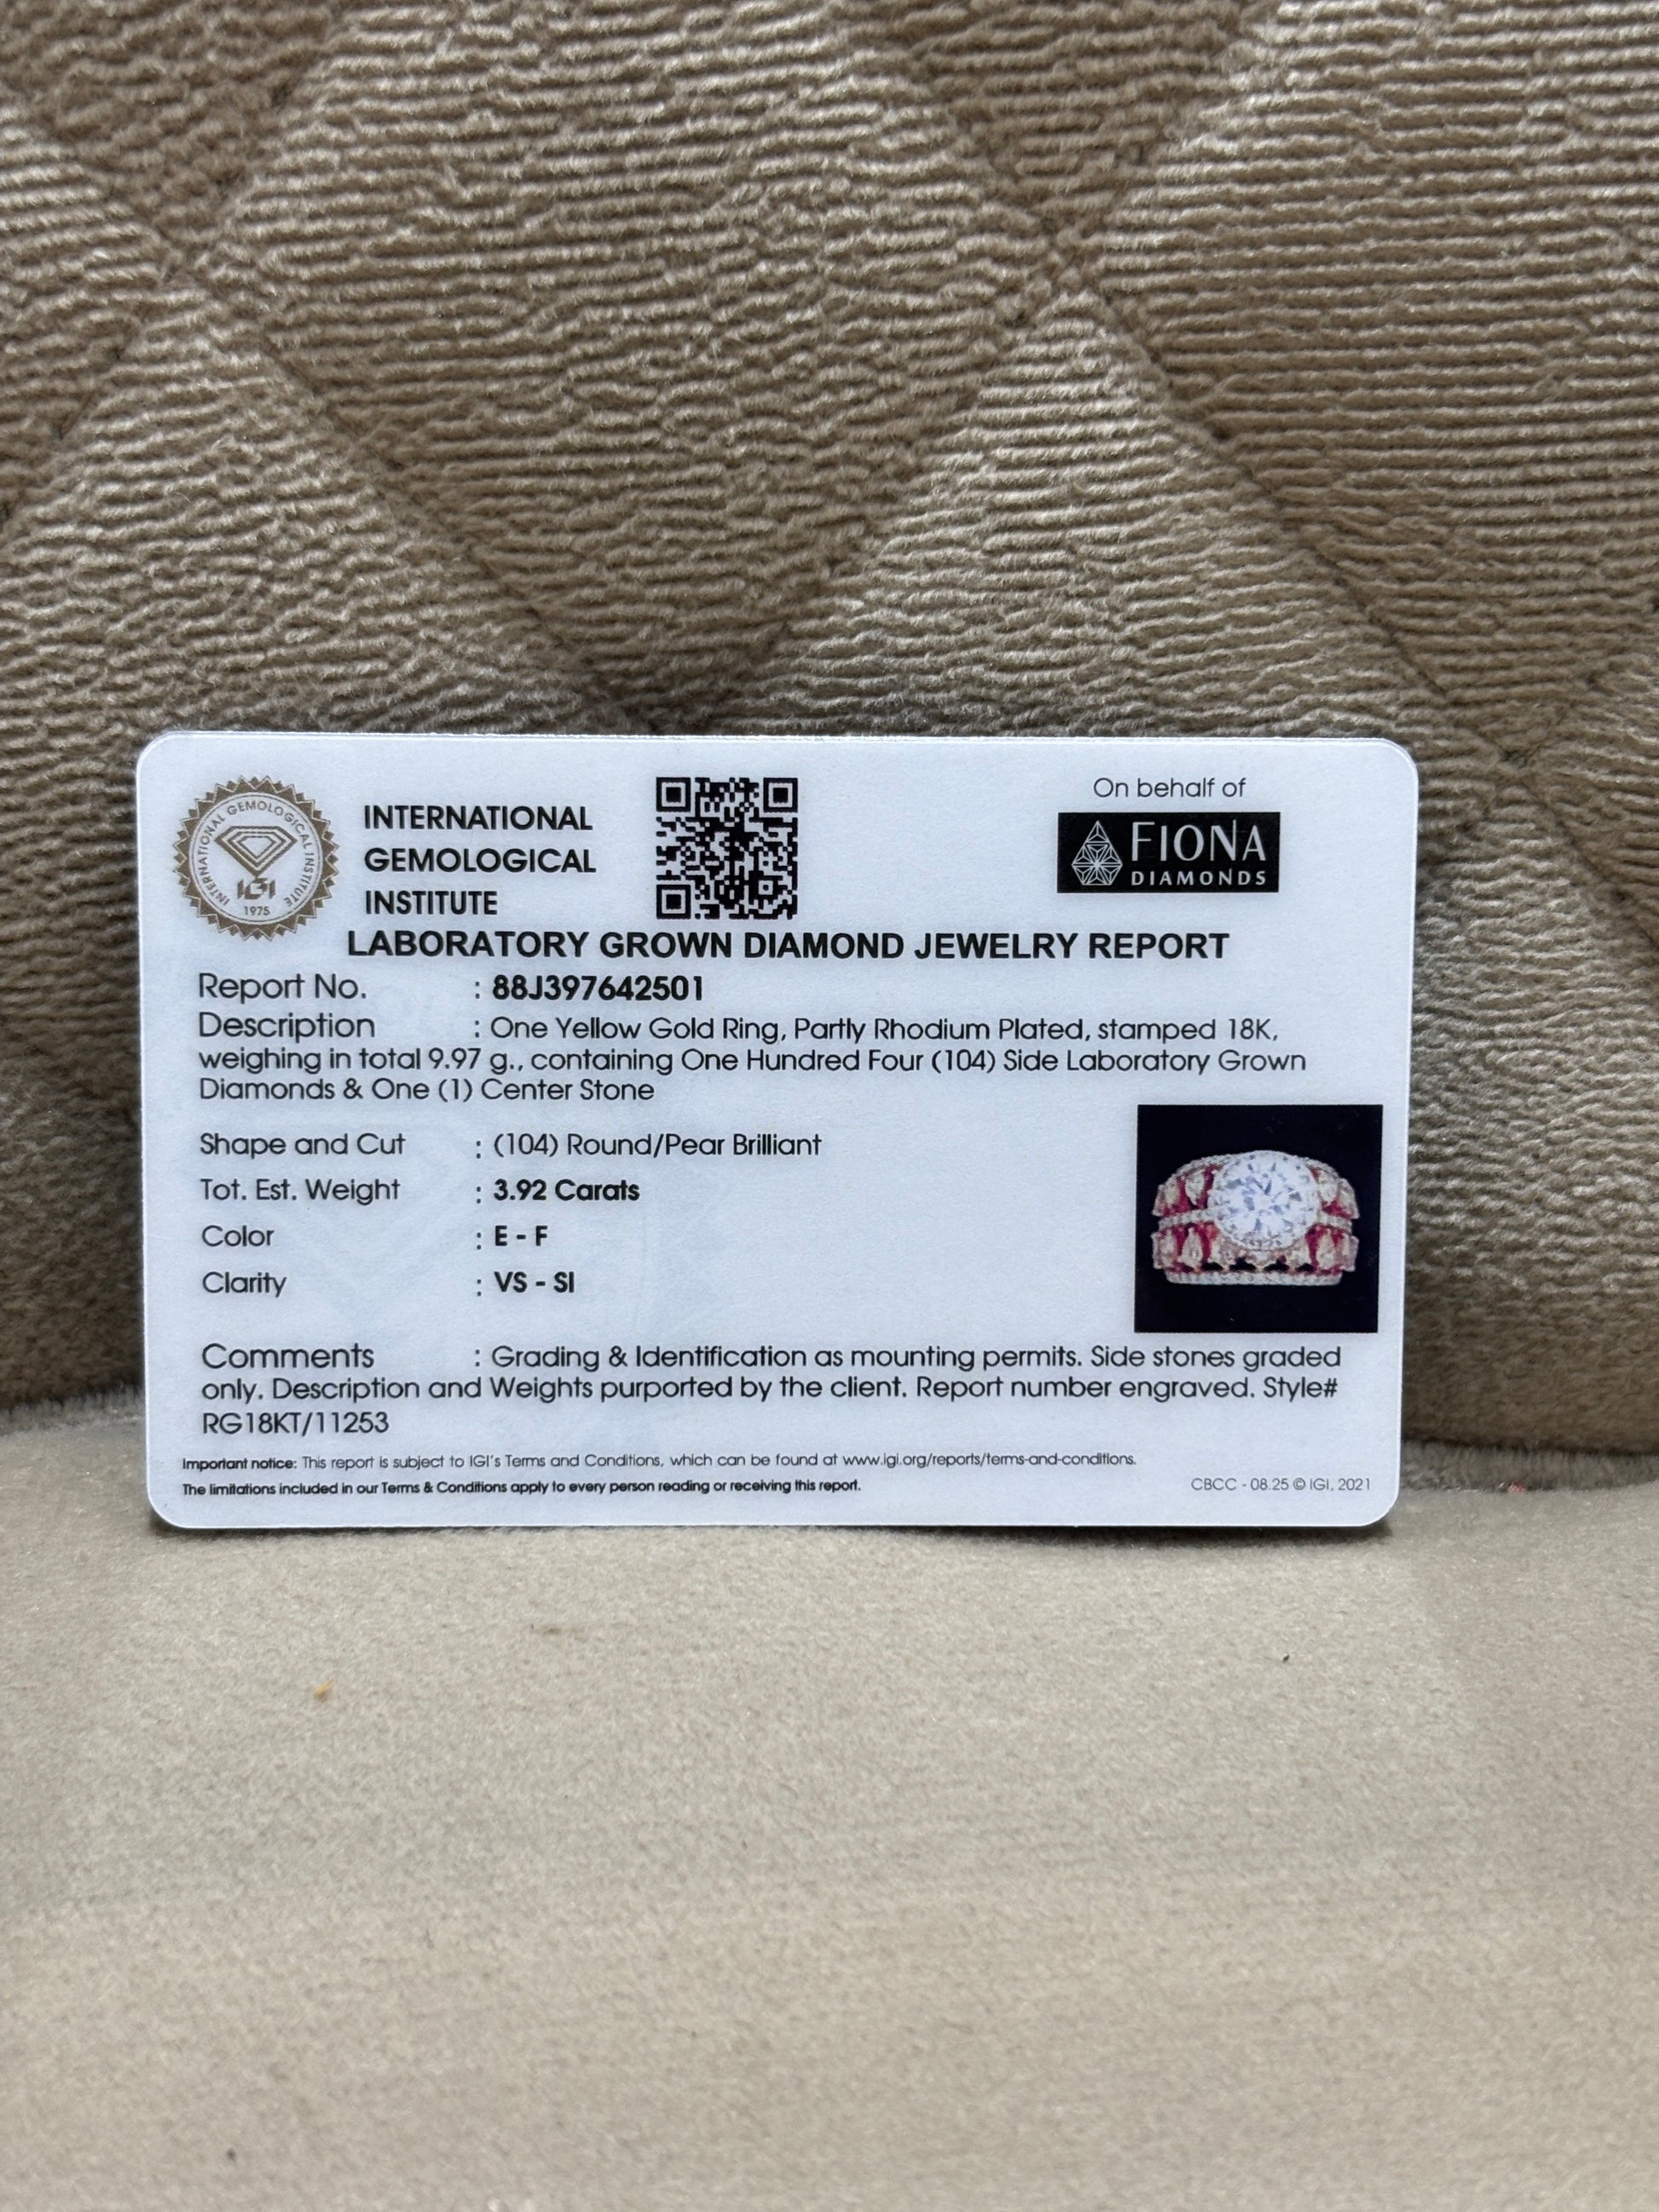 INTERNATIONAL GEMOLOGICAL INSTITUTE
IGI
1975
INTERNATIONAL
GEMOLOGICAL
INSTITUTE
On behalf of
FIONA
DIAMONDS
LABORATORY GROWN DIAMOND JEWELRY REPORT
Report No. : 88J397642501
Description : One Yellow Gold Ring, Partly Rhodium Plated, stamped 18K,
weighing in total 9.97 g., containing One Hundred Four (104) Side Laboratory Grown
Diamonds & One (1) Center Stone
Shape and Cut : (104) Round/Pear Brilliant
Tot. Est. Weight : 3.92 Carats
Color : E - F
Clarity : VS - SI
Comments : Grading & Identification as mounting permits. Side stones graded
only. Description and Weights purported by the client. Report number engraved. Style#
RG18KT/11253
Important notice: This report is subject to IGI's Terms and Conditions, which can be found at www.igi.org/reports/terms-and-conditions.
The limitations included in our Terms & Conditions apply to every person reading or receiving this report.
CBCC - 08.25 © IGI, 2021